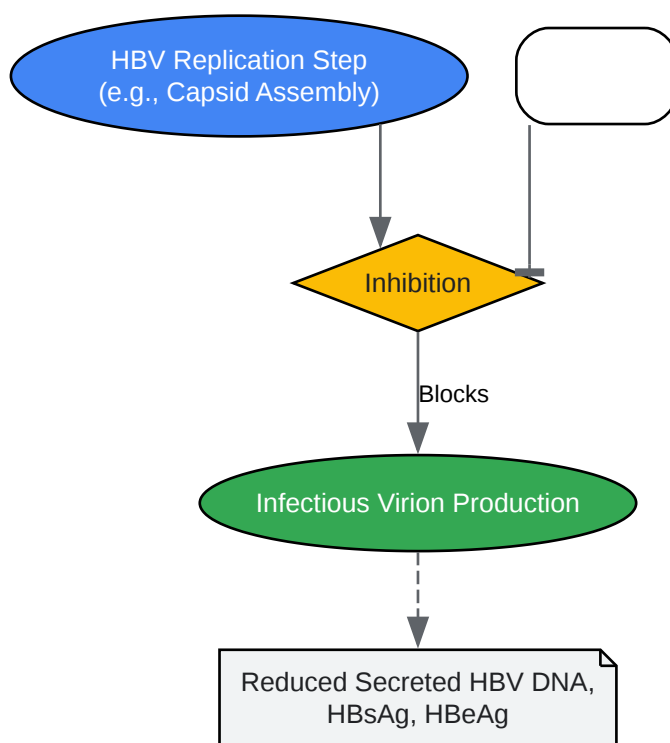 HBV Replication Step
(e.g., Capsid Assembly)
Inhibition
Blocks
Infectious Virion Production
Reduced Secreted HBV DNA,
HBsAg, HBeAg